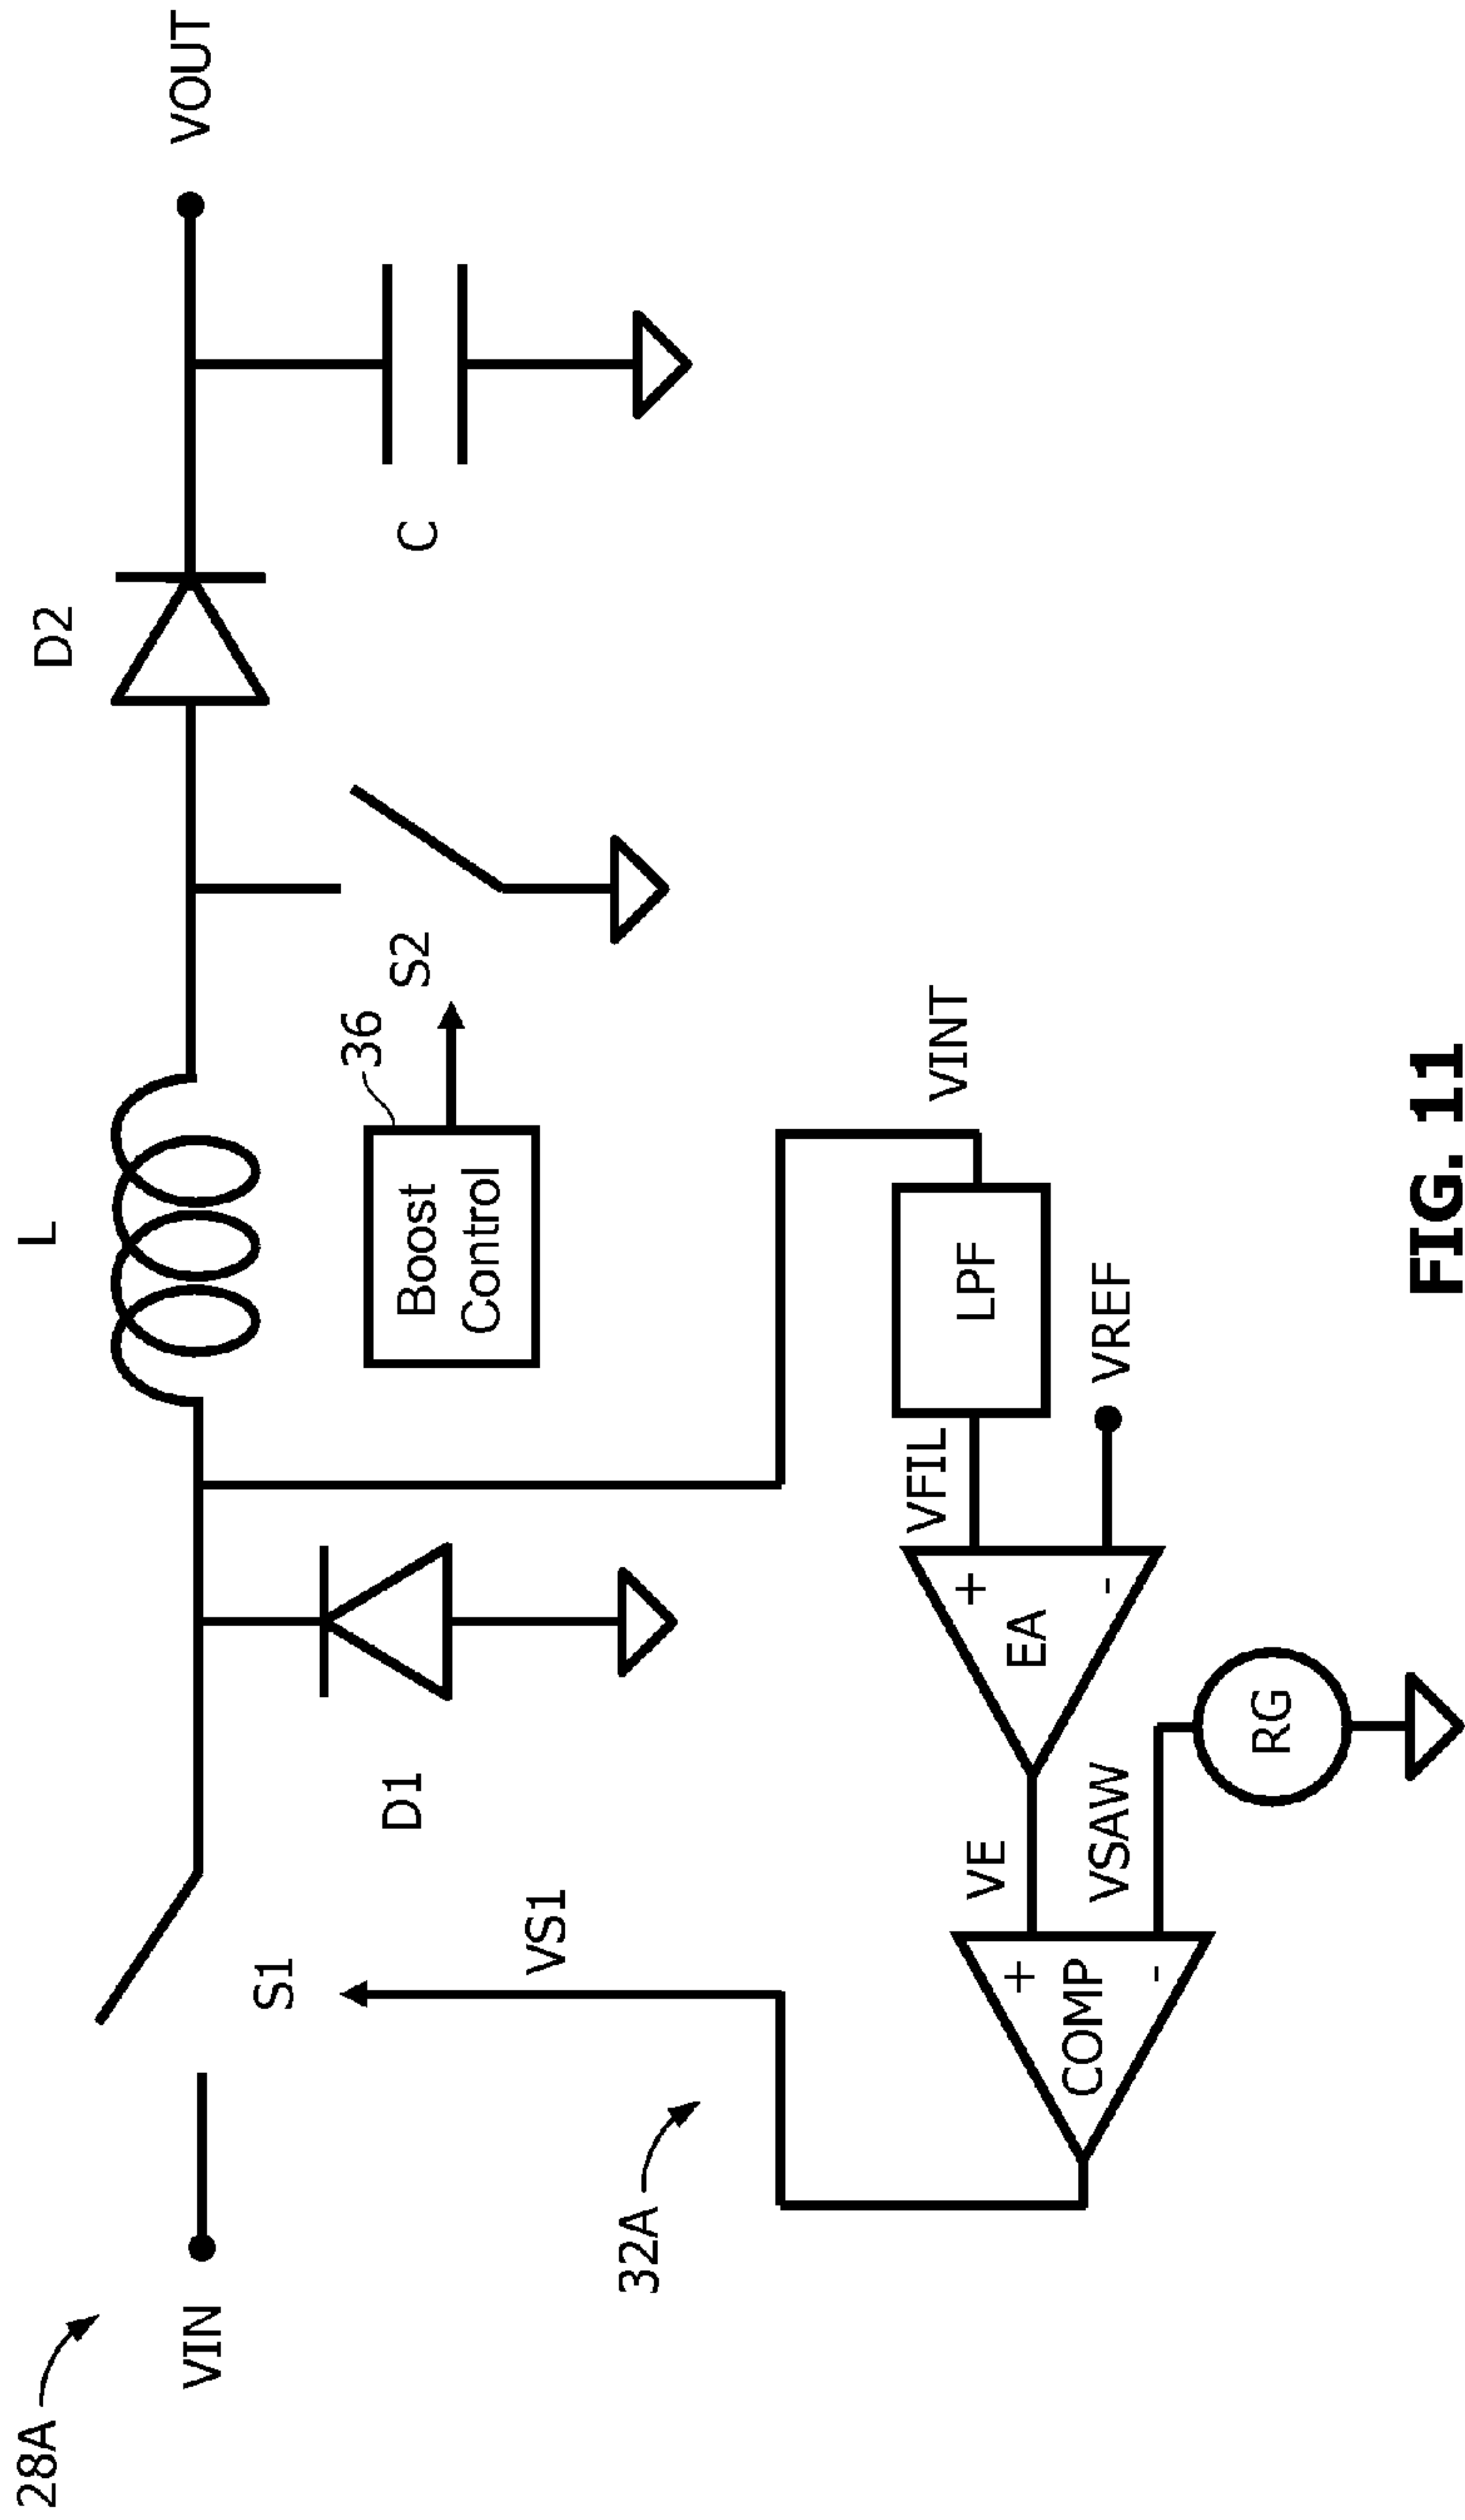 28A
VIN
S1
D1
L
D2
VOUT
C
S2
36
Boost
Control
VS1
32A
VINT
LPF
VFIL
VREF
+
-
EA
VE
VSAW
RG
+
-
COMP
FIG. 11